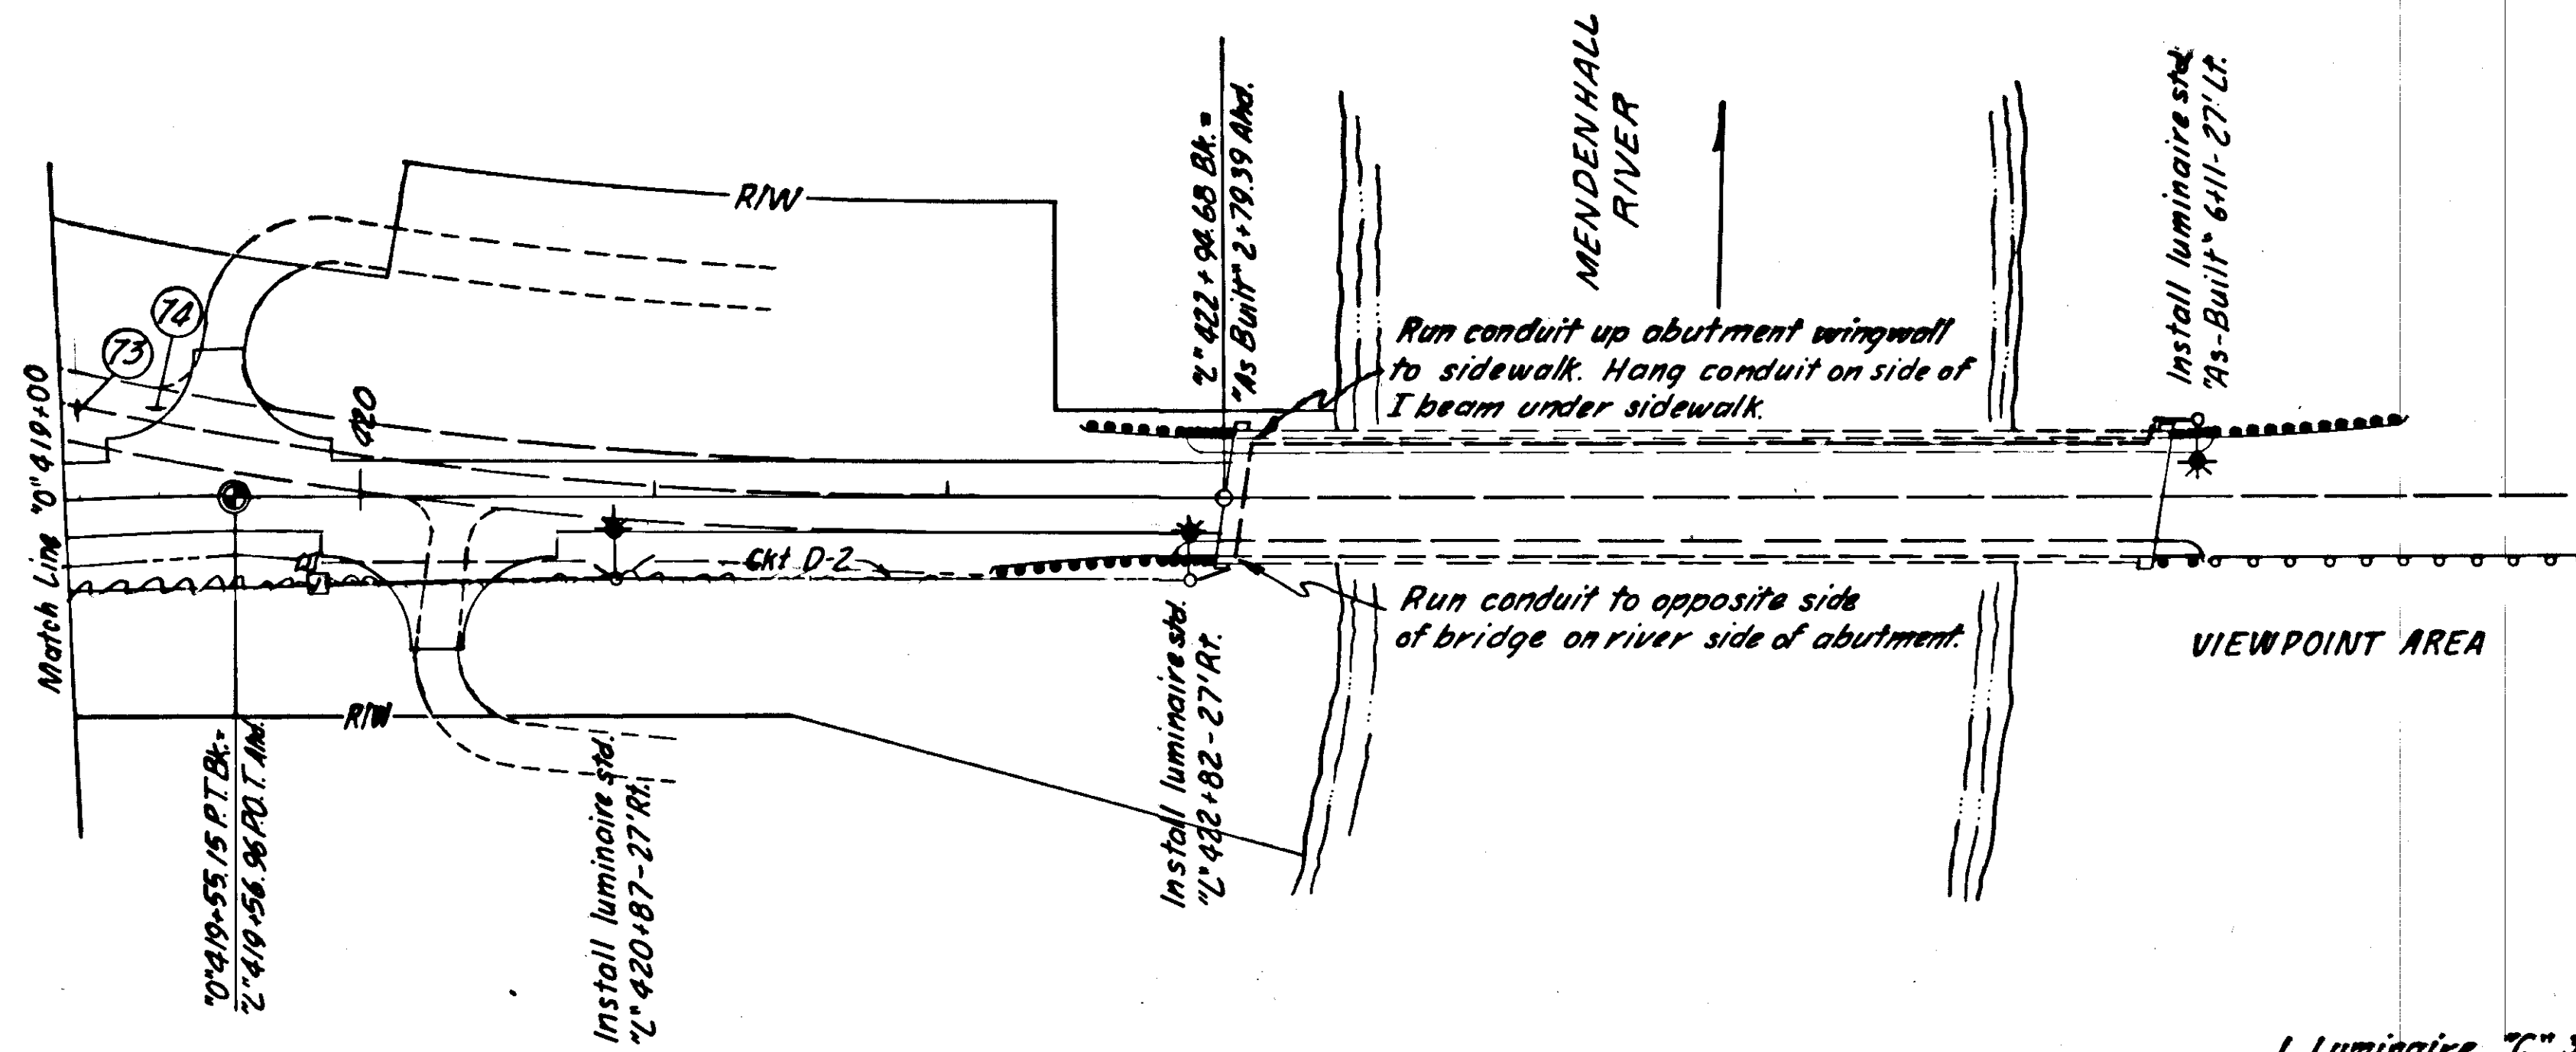 Match Line "O" 419+00
73
74
420
R/W
"L" 422+94.68 Bk.=
"As Built" 2+79.39 Ahd.
MENDENHALL
RIVER
Install luminaire std.
"As-Built" 6+11-27' Lt.
Run conduit up abutment wingwall
to sidewalk. Hang conduit on side of
I beam under sidewalk.
Ckt D-2
Run conduit to opposite side
of bridge on river side of abutment.
VIEWPOINT AREA
R/W
"O" 419+55.15 P.T. Bk.=
"L" 419+56.96 P.O.T. Ahd.
Install luminaire std.
"L" 420+87-27' Rt.
Install luminaire std.
"L" 422+82-27' Rt.
Luminaire "C"